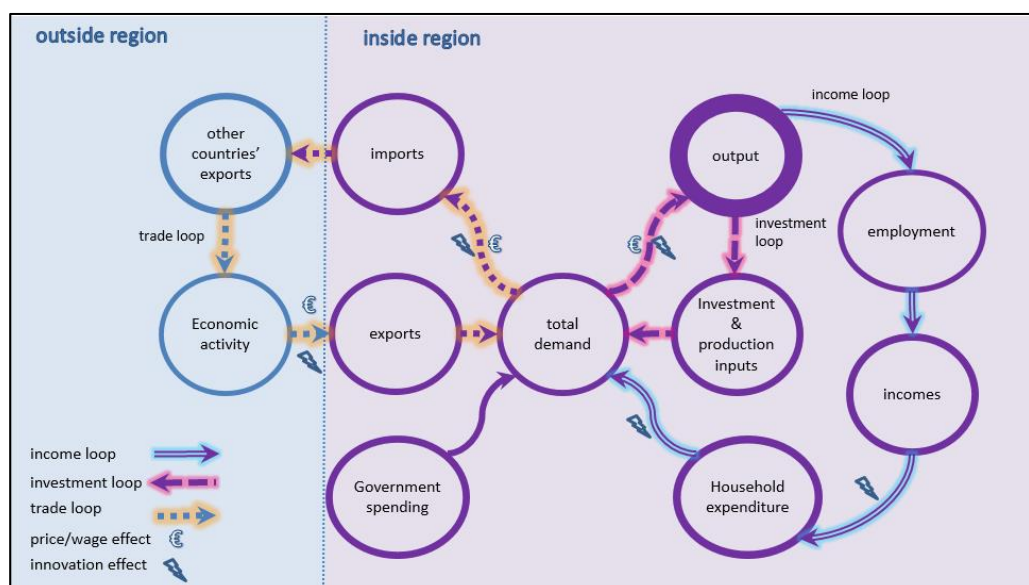 outside region
inside region
other
countries'
exports
imports
output
income loop
trade loop
investment
loop
employment
Economic
activity
exports
total
demand
Investment
&
production
inputs
incomes
Government
spending
Household
expenditure
income loop
investment loop
trade loop
price/wage effect
innovation effect